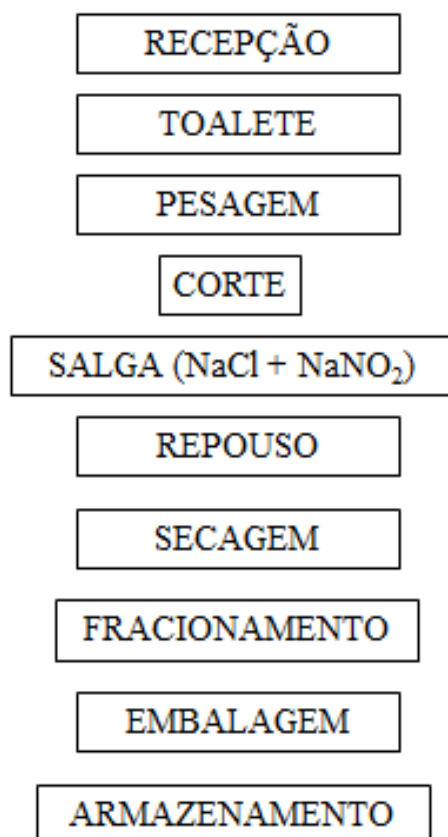 RECEPÇÃO
TOALETE
PESAGEM
CORTE
SALGA (NaCl + NaNO₂)
REPOUSO
SECAGEM
FRACIONAMENTO
EMBALAGEM
ARMAZENAMENTO